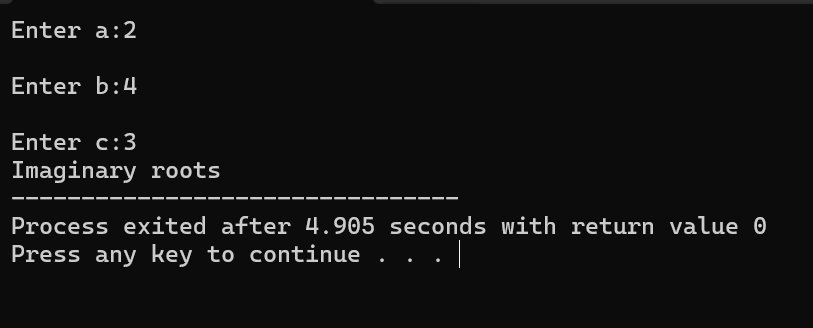 Enter a:2
Enter b:4
Enter c:3
Imaginary roots
--------------------------------
Process exited after 4.905 seconds with return value 0
Press any key to continue . . .